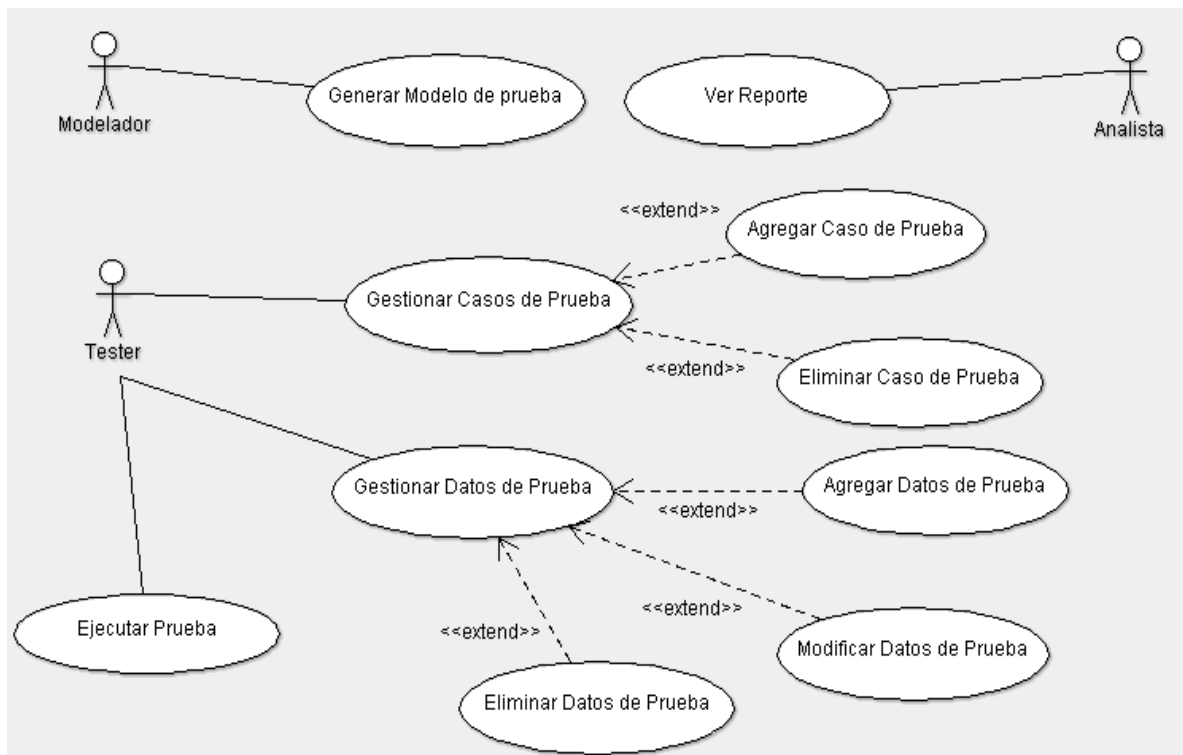 Modelador
Generar Modelo de prueba
Ver Reporte
Analista
<<extend>>
Agregar Caso de Prueba
Tester
Gestionar Casos de Prueba
<<extend>>
Eliminar Caso de Prueba
Gestionar Datos de Prueba
<<extend>>
Agregar Datos de Prueba
Ejecutar Prueba
<<extend>>
<<extend>>
Modificar Datos de Prueba
Eliminar Datos de Prueba